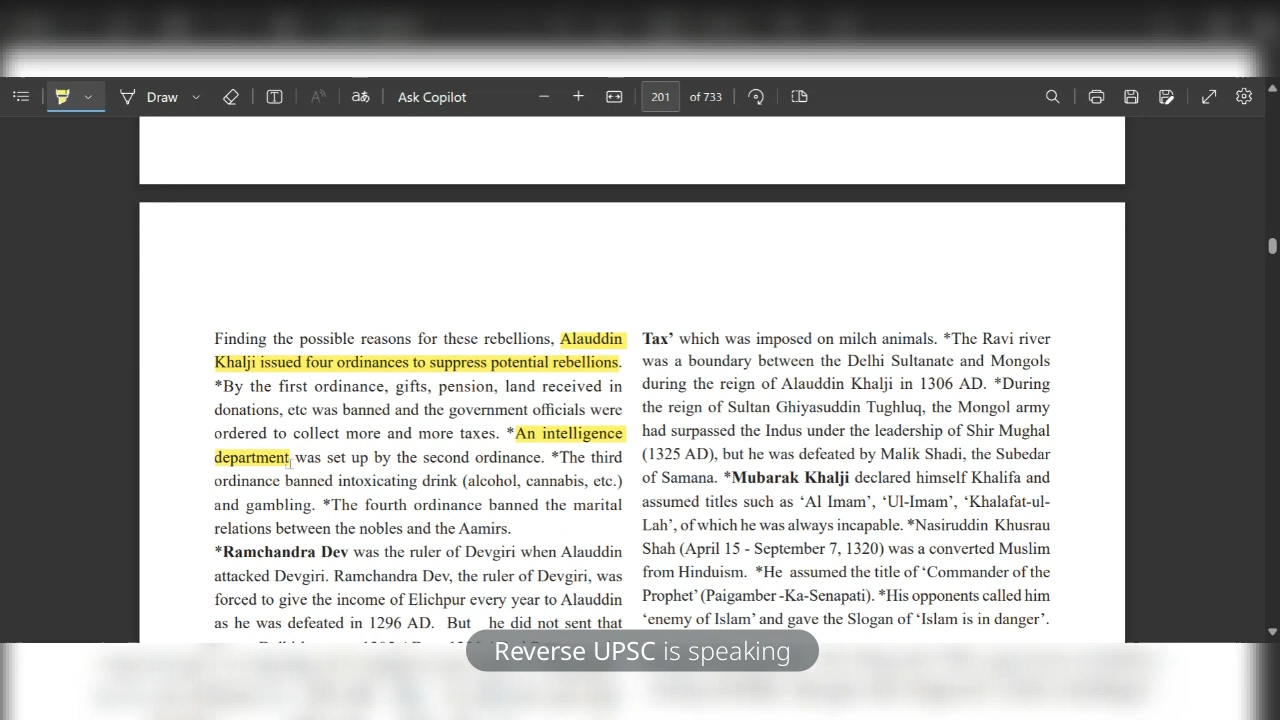 Draw
Ask Copilot
201 of 733
Finding the possible reasons for these rebellions, Alauddin
Khalji issued four ordinances to suppress potential rebellions.
*By the first ordinance, gifts, pension, land received in
donations, etc was banned and the government officials were
ordered to collect more and more taxes. *An intelligence
department was set up by the second ordinance. *The third
ordinance banned intoxicating drink (alcohol, cannabis, etc.)
and gambling. *The fourth ordinance banned the marital
relations between the nobles and the Aamirs.
*Ramchandra Dev was the ruler of Devgiri when Alauddin
attacked Devgiri. Ramchandra Dev, the ruler of Devgiri, was
forced to give the income of Elichpur every year to Alauddin
as he was defeated in 1296 AD. But he did not sent that
Tax’ which was imposed on milch animals. *The Ravi river
was a boundary between the Delhi Sultanate and Mongols
during the reign of Alauddin Khalji in 1306 AD. *During
the reign of Sultan Ghiyasuddin Tughluq, the Mongol army
had surpassed the Indus under the leadership of Shir Mughal
(1325 AD), but he was defeated by Malik Shadi, the Subedar
of Samana. *Mubarak Khalji declared himself Khalifa and
assumed titles such as ‘Al Imam’, ‘Ul-Imam’, ‘Khalafat-ul-
Lah’, of which he was always incapable. *Nasiruddin Khusrau
Shah (April 15 - September 7, 1320) was a converted Muslim
from Hinduism. *He assumed the title of ‘Commander of the
Prophet’ (Paigamber -Ka-Senapati). *His opponents called him
‘enemy of Islam’ and gave the Slogan of ‘Islam is in danger’.
Reverse UPSC is speaking